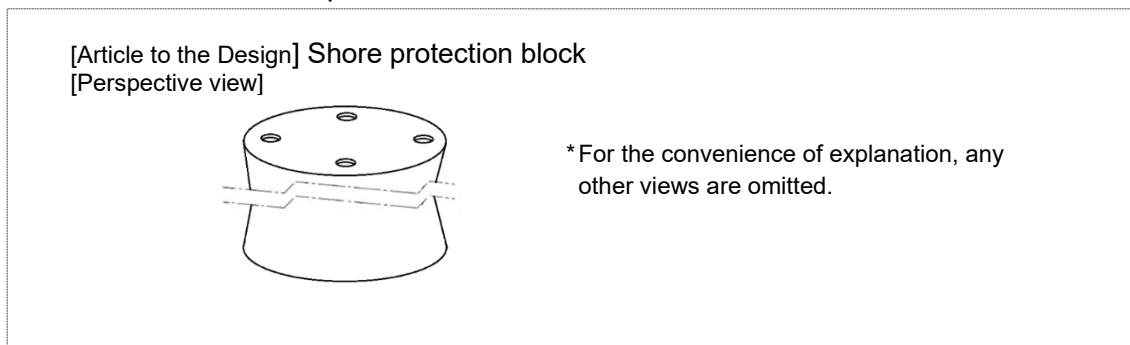 [Article to the Design] Shore protection block
[Perspective view]
*For the convenience of explanation, any
other views are omitted.